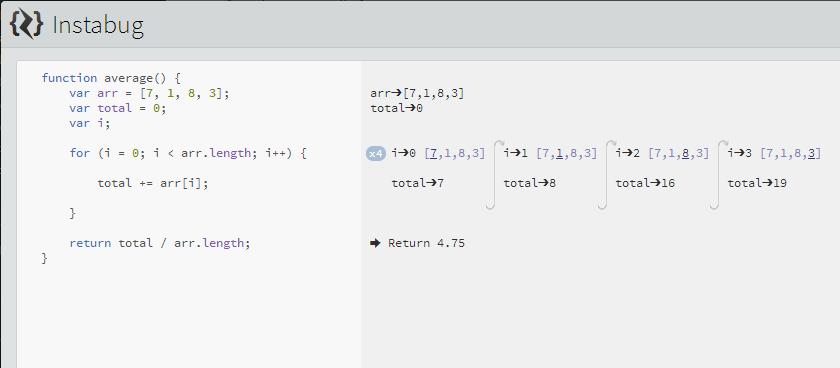 Instabug
function average() {
var arr = [7, 1, 8, 3]; arr➔[7,1,8,3]
var total = 0; total➔0
var i;
for (i = 0; i < arr.length; i++) { x4 i➔0 [7,1,8,3] i➔1 [7,1,8,3] i➔2 [7,1,8,3] i➔3 [7,1,8,3]
total += arr[i]; total➔7 total➔8 total➔16 total➔19
}
return total / arr.length; ➔ Return 4.75
}